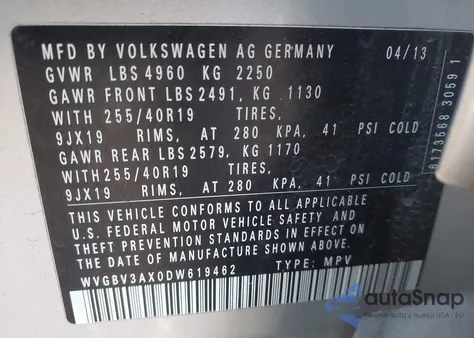 MFD BY VOLKSWAGEN AG GERMANY 04/13
GVWR LBS 4960 KG 2250
GAWR FRONT LBS 2491, KG 1130
WITH 255/40R19 TIRES,
9JX19 RIMS, AT 280 KPA, 41 PSI COLD
GAWR REAR LBS 2579, KG 1170
WITH 255/40R19 TIRES,
9JX19 RIMS, AT 280 KPA, 41 PSI COLD
THIS VEHICLE CONFORMS TO ALL APPLICABLE
U.S. FEDERAL MOTOR VEHICLE SAFETY AND
THEFT PREVENTION STANDARDS IN EFFECT ON
THE DATE OF MANUFACTURE SHOWN ABOVE.
WVGBV3AX0DW619462 TYPE: MPV
8173568 30591
autoSnap